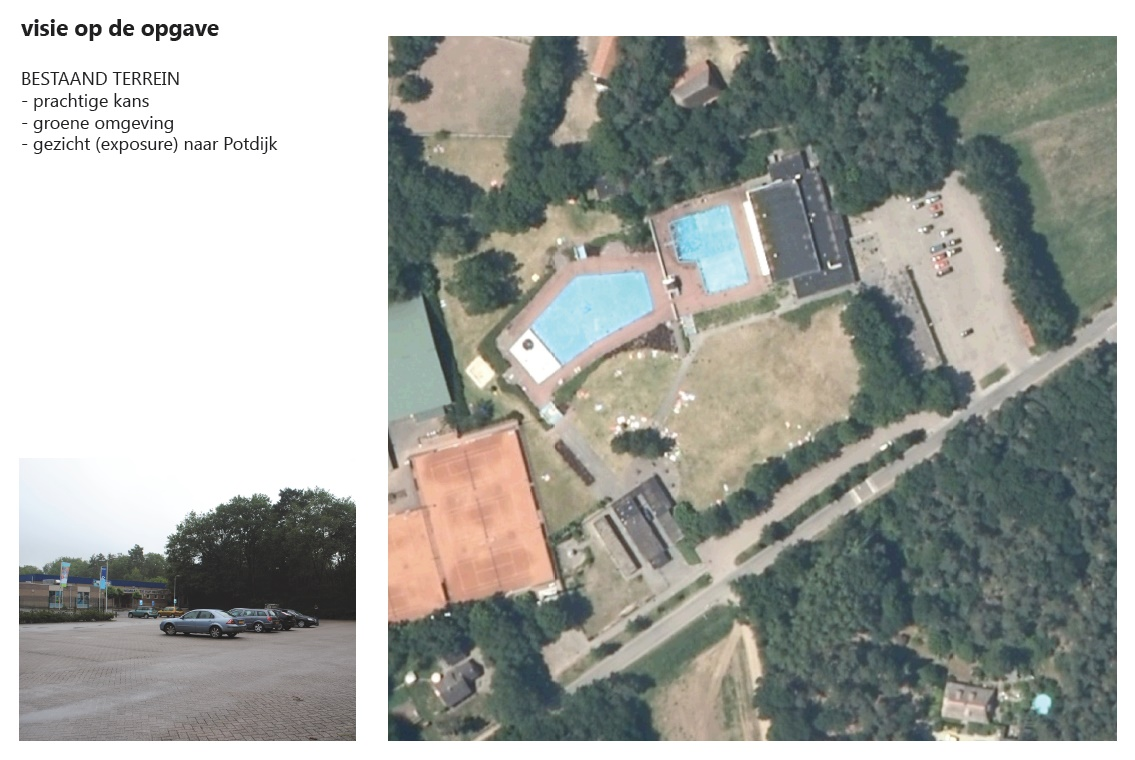 visie op de opgave
BESTAAND TERREIN
- prachtige kans
- groene omgeving
- gezicht (exposure) naar Potdijk